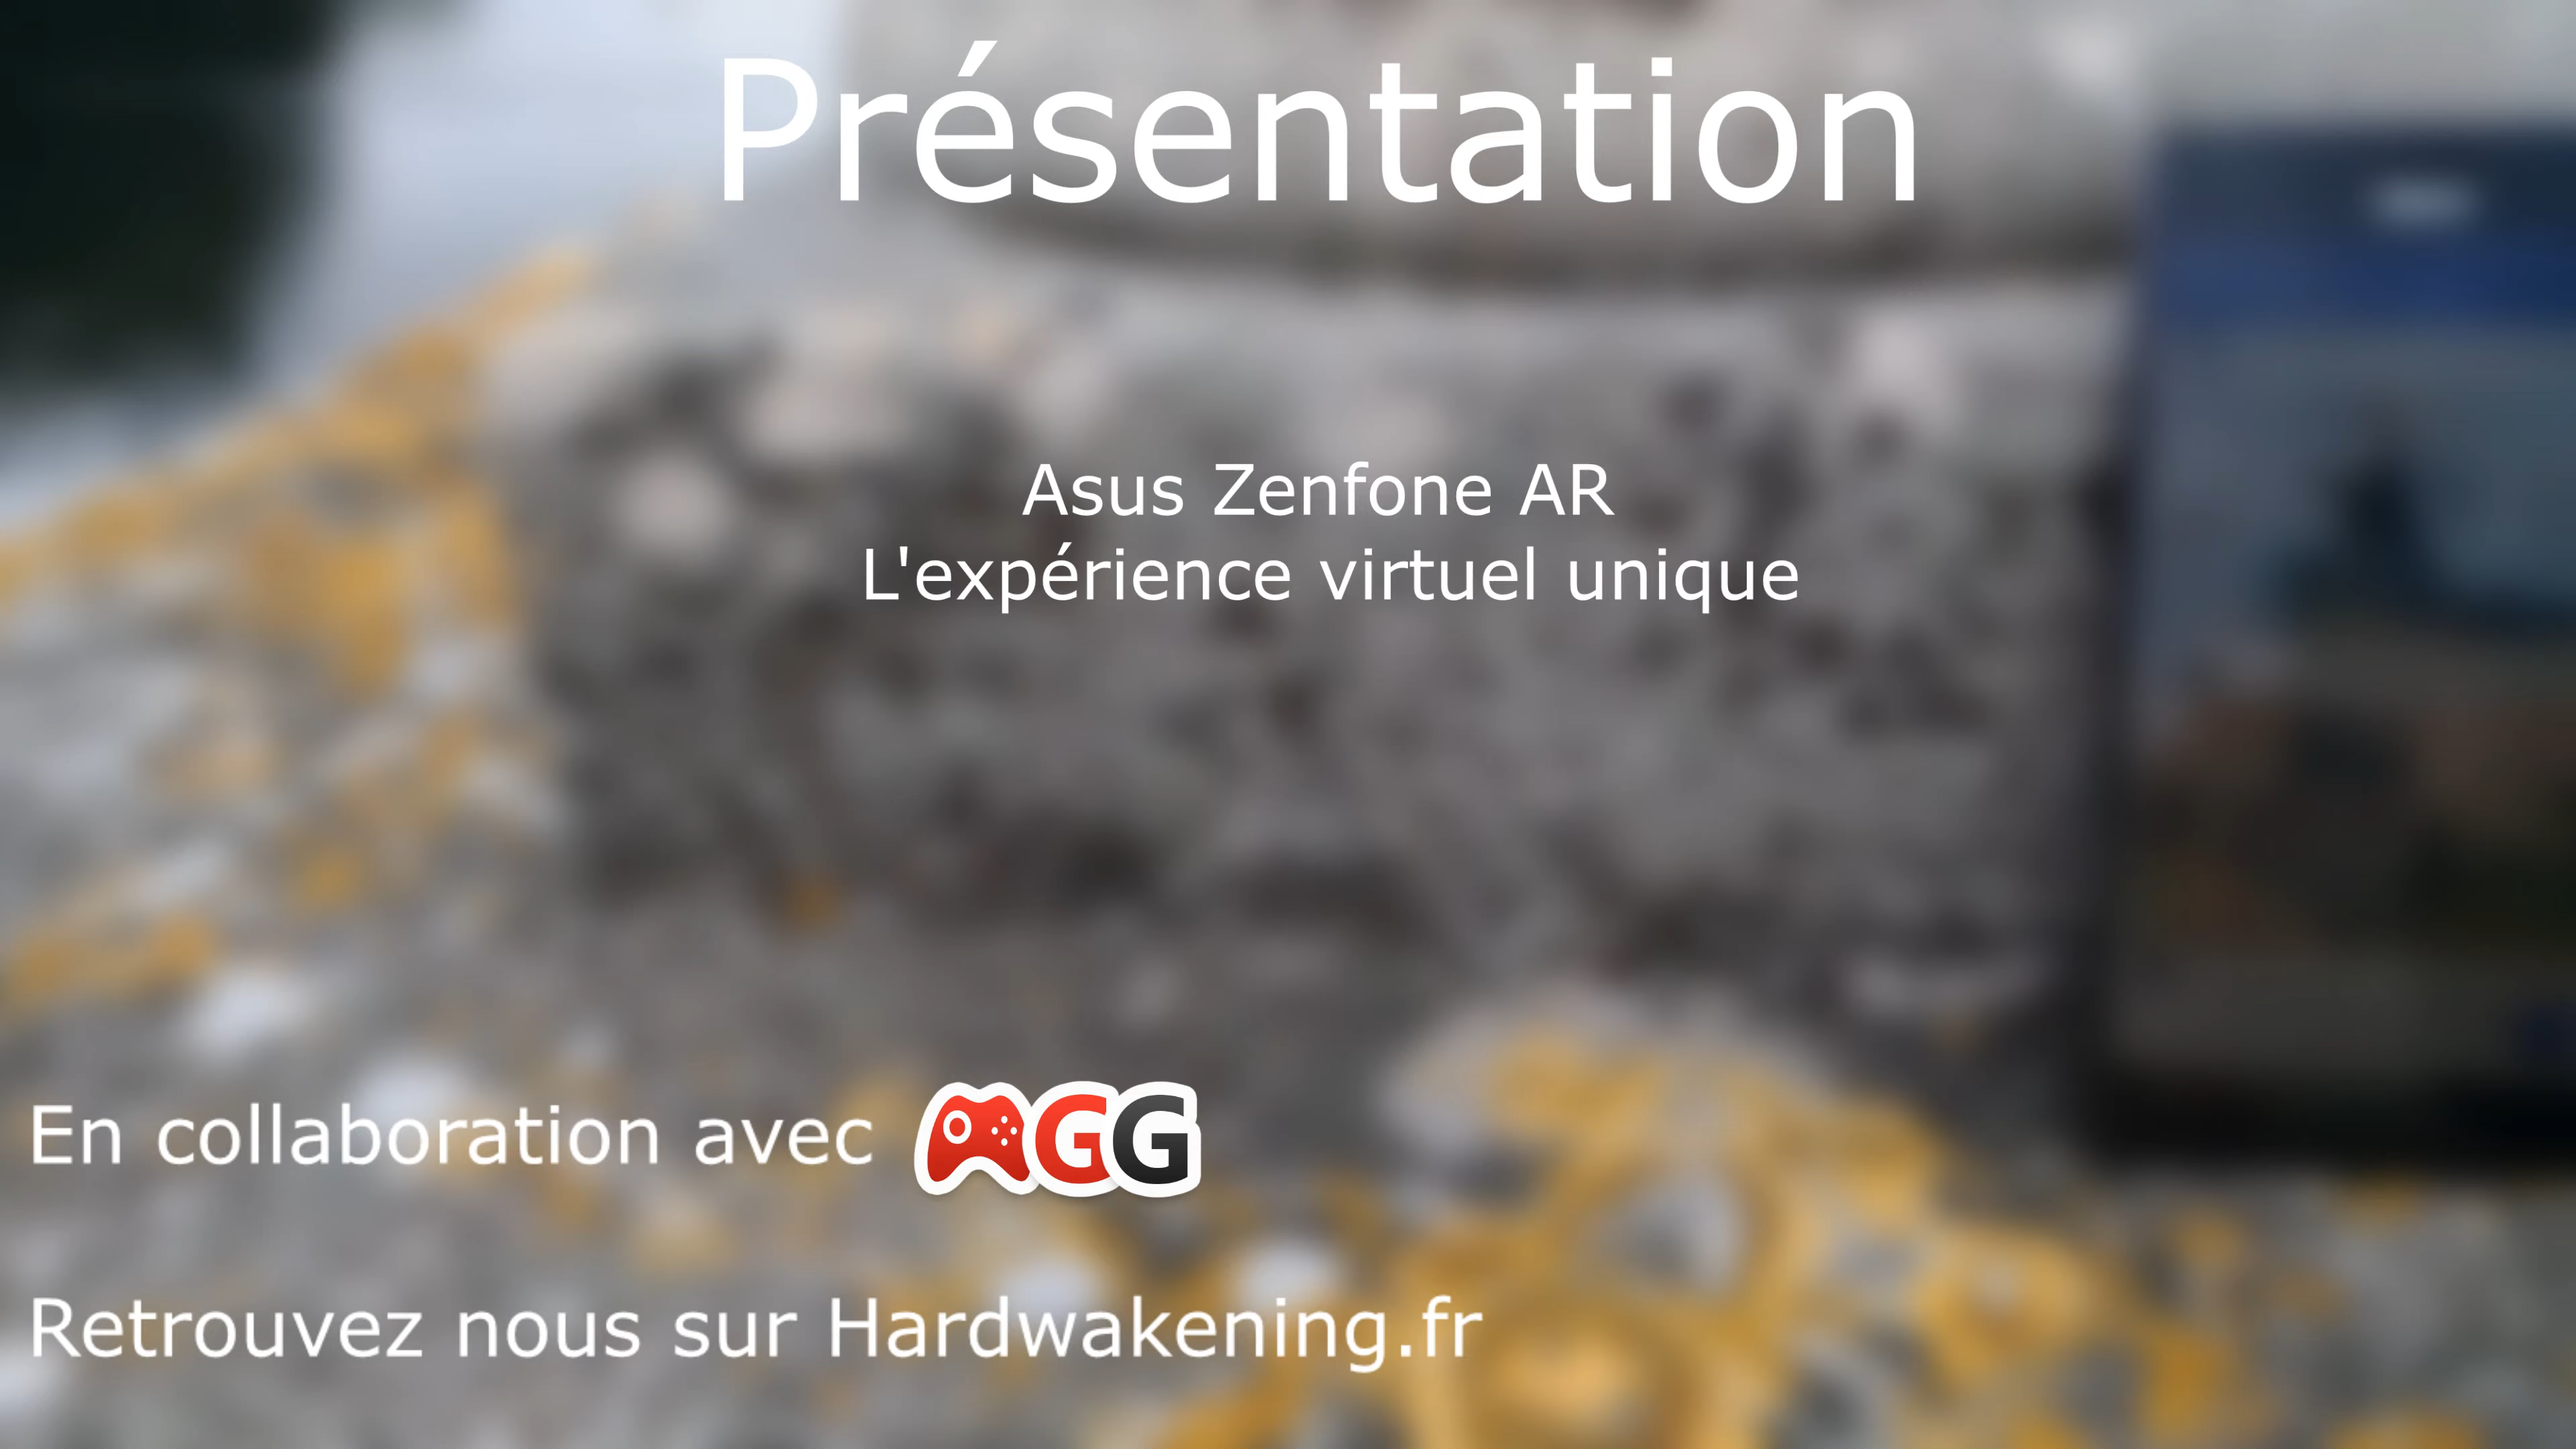 Présentation
Asus Zenfone AR
L'expérience virtuel unique
En collaboration avec GG
Retrouvez nous sur Hardwakening.fr